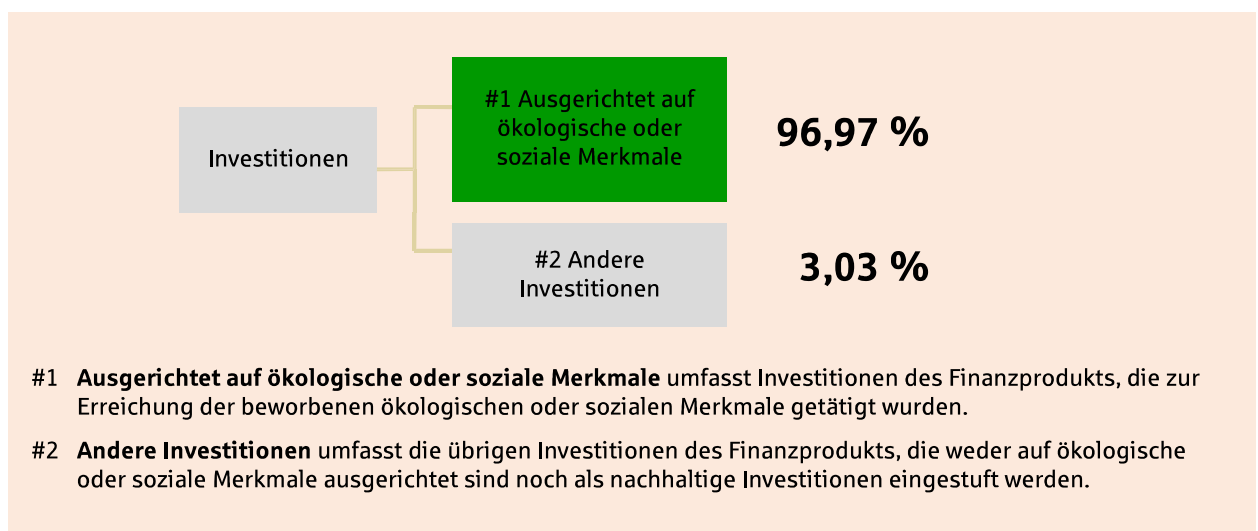 Investitionen
#1 Ausgerichtet auf
ökologische oder
soziale Merkmale
96,97 %
#2 Andere
Investitionen
3,03 %
#1 Ausgerichtet auf ökologische oder soziale Merkmale umfasst Investitionen des Finanzprodukts, die zur
Erreichung der beworbenen ökologischen oder sozialen Merkmale getätigt wurden.
#2 Andere Investitionen umfasst die übrigen Investitionen des Finanzprodukts, die weder auf ökologische
oder soziale Merkmale ausgerichtet sind noch als nachhaltige Investitionen eingestuft werden.